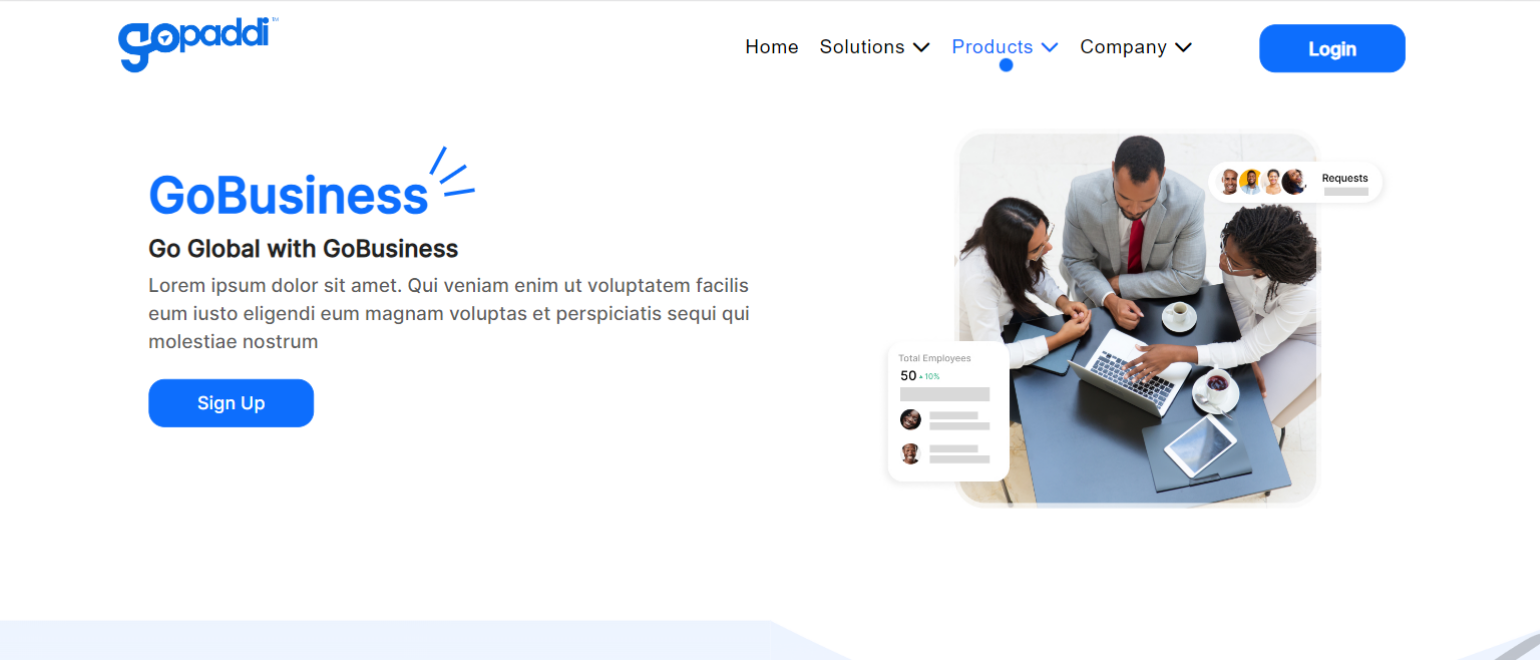 gopaddi™
Home Solutions Products Company Login
GoBusiness
Go Global with GoBusiness
Lorem ipsum dolor sit amet. Qui veniam enim ut voluptatem facilis
eum iusto eligendi eum magnam voluptas et perspiciatis sequi qui
molestiae nostrum
Sign Up
Requests
Total Employees
50 + 10%